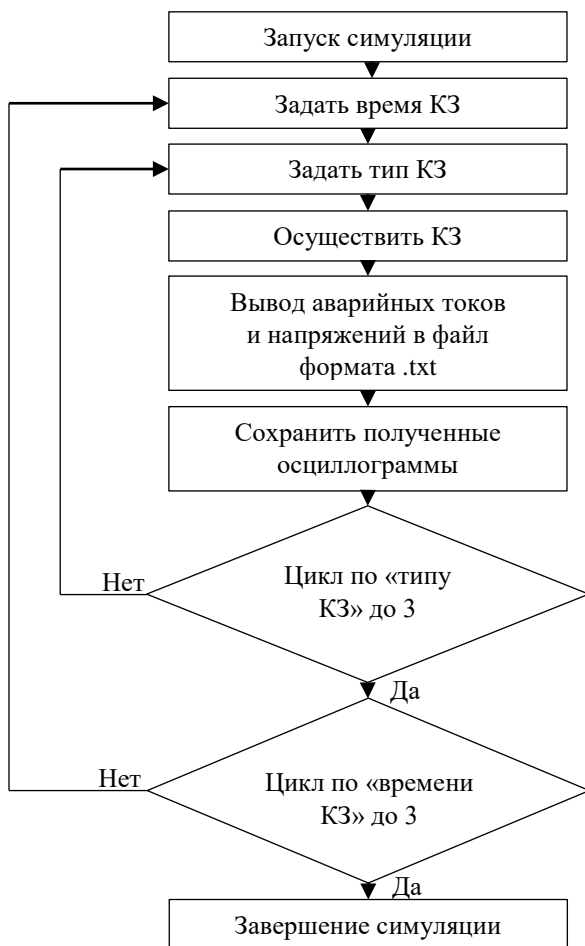 Запуск симуляции
Задать время КЗ
Задать тип КЗ
Осуществить КЗ
Вывод аварийных токов
и напряжений в файл
формата .txt
Сохранить полученные
осциллограммы
Нет
Цикл по «типу
КЗ» до 3
Да
Нет
Цикл по «времени
КЗ» до 3
Да
Завершение симуляции